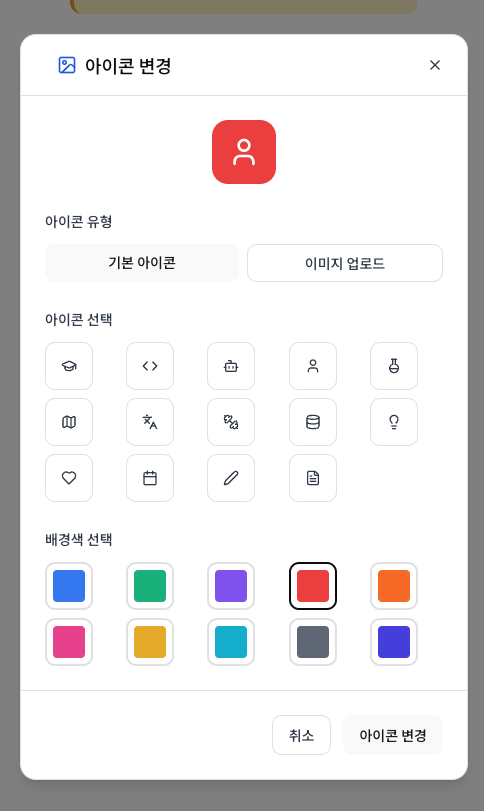 아이콘 변경
아이콘 유형
기본 아이콘
이미지 업로드
아이콘 선택
배경색 선택
취소
아이콘 변경